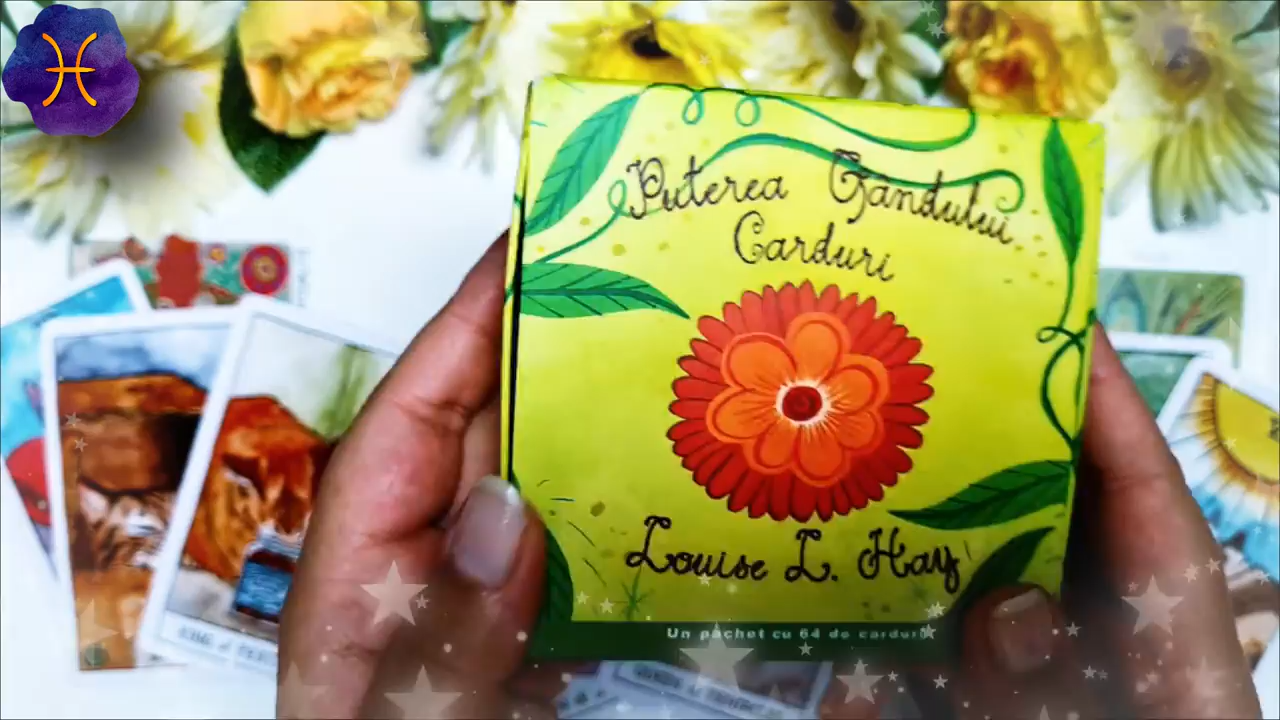 Puterea Gândului
Carduri
Louise L. Hay
Un pachet cu 64 de carduri